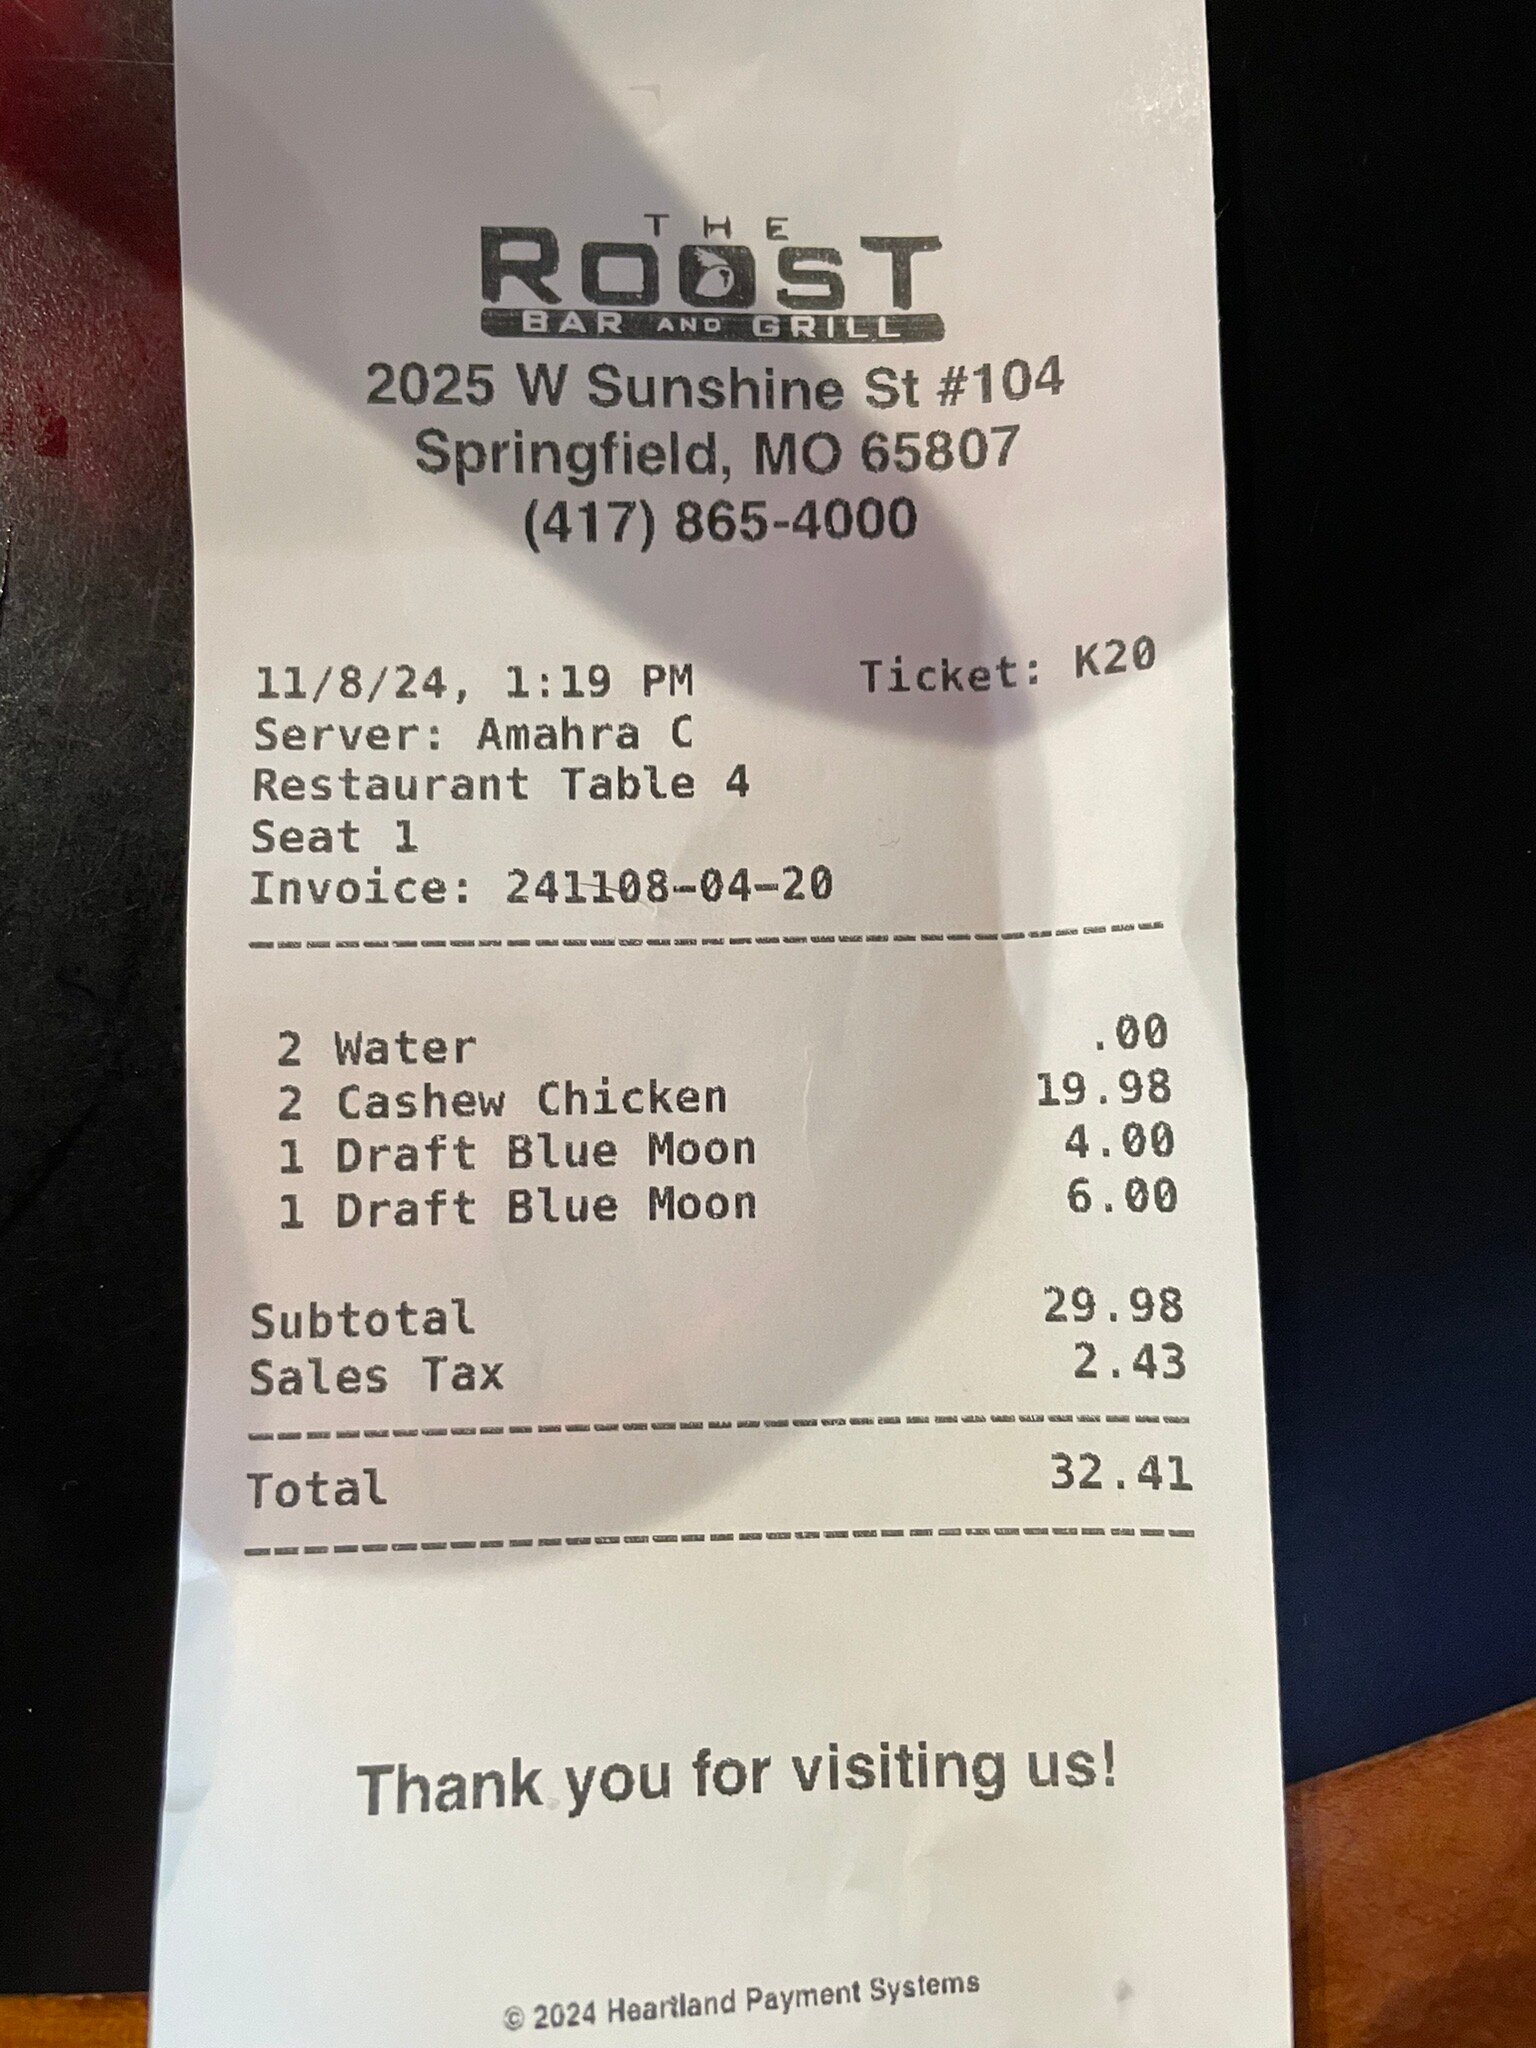 THE
ROOST
BAR AND GRILL
2025 W Sunshine St #104
Springfield, MO 65807
(417) 865-4000
11/8/24, 1:19 PM Ticket: K20
Server: Amahra C
Restaurant Table 4
Seat 1
Invoice: 241108-04-20
2 Water .00
2 Cashew Chicken 19.98
1 Draft Blue Moon 4.00
1 Draft Blue Moon 6.00
Subtotal 29.98
Sales Tax 2.43
Total 32.41
Thank you for visiting us!
© 2024 Heartland Payment Systems